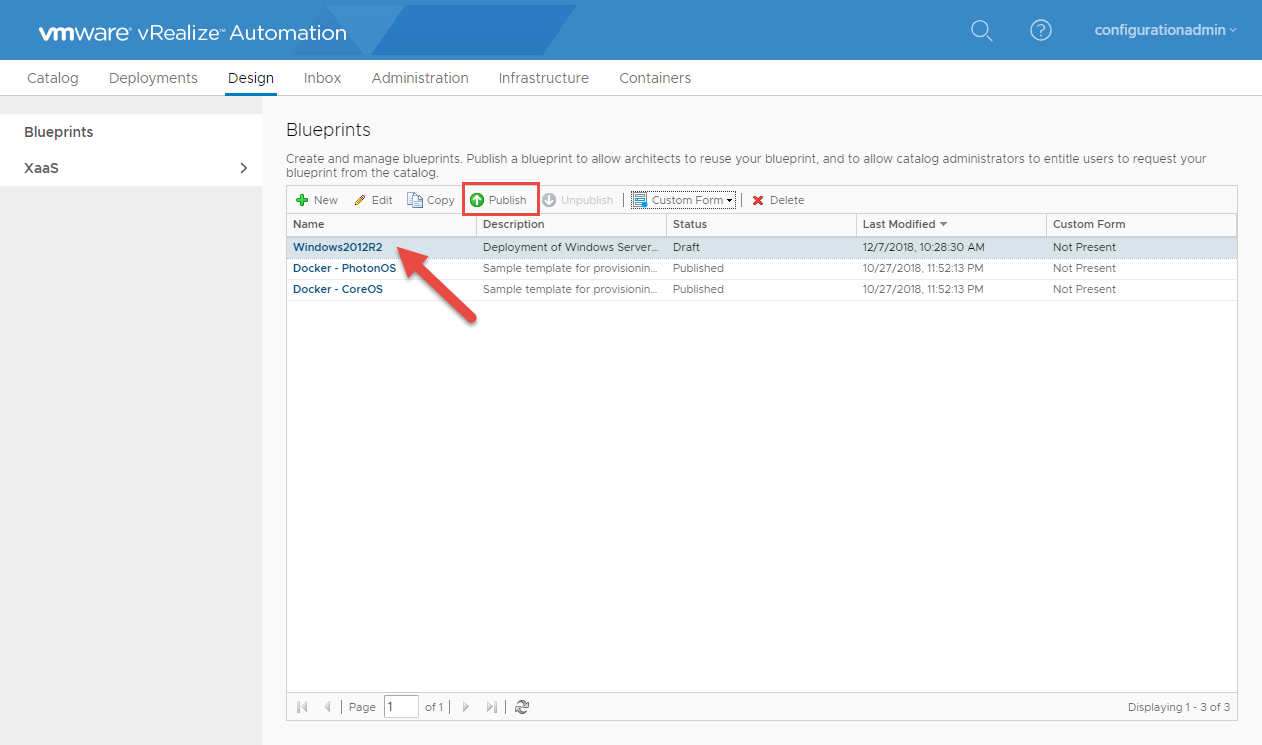 vmware® vRealize™ Automation
configurationadmin
Catalog Deployments Design Inbox Administration Infrastructure Containers
Blueprints
XaaS
Blueprints
Create and manage blueprints. Publish a blueprint to allow architects to reuse your blueprint, and to allow catalog administrators to entitle users to request your
blueprint from the catalog.
New Edit Copy Publish Unpublish Custom Form Delete
Name Description Status Last Modified Custom Form
Windows2012R2 Deployment of Windows Server... Draft 12/7/2018, 10:28:30 AM Not Present
Docker - PhotonOS Sample template for provisionin... Published 10/27/2018, 11:52:13 PM Not Present
Docker - CoreOS Sample template for provisionin... Published 10/27/2018, 11:52:13 PM Not Present
Page 1 of 1 Displaying 1 - 3 of 3